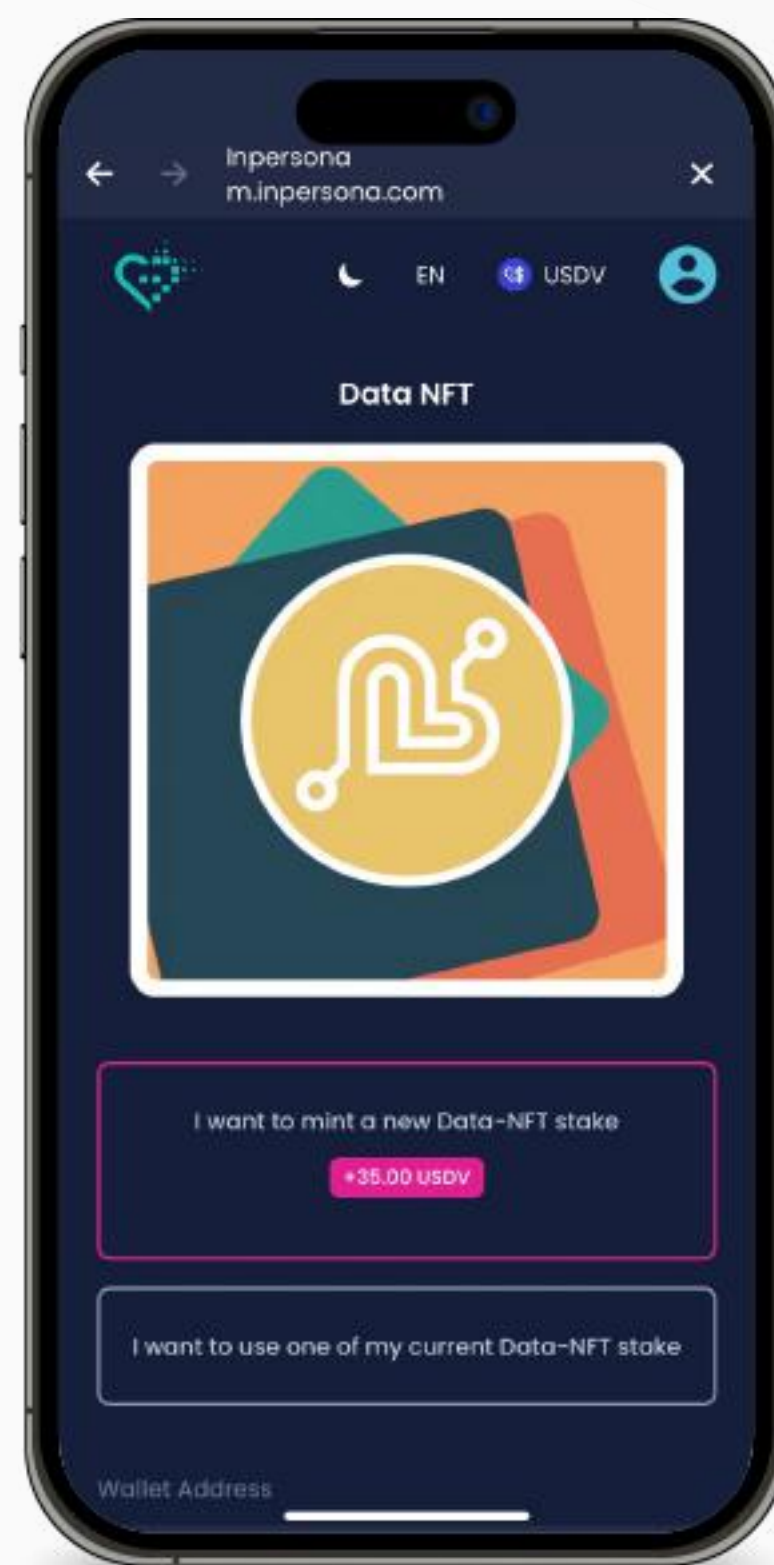 Inpersona
m.inpersona.com
EN USDV
Data NFT
I want to mint a new Data-NFT stake
+35.00 USDV
I want to use one of my current Data-NFT stake
Wallet Address